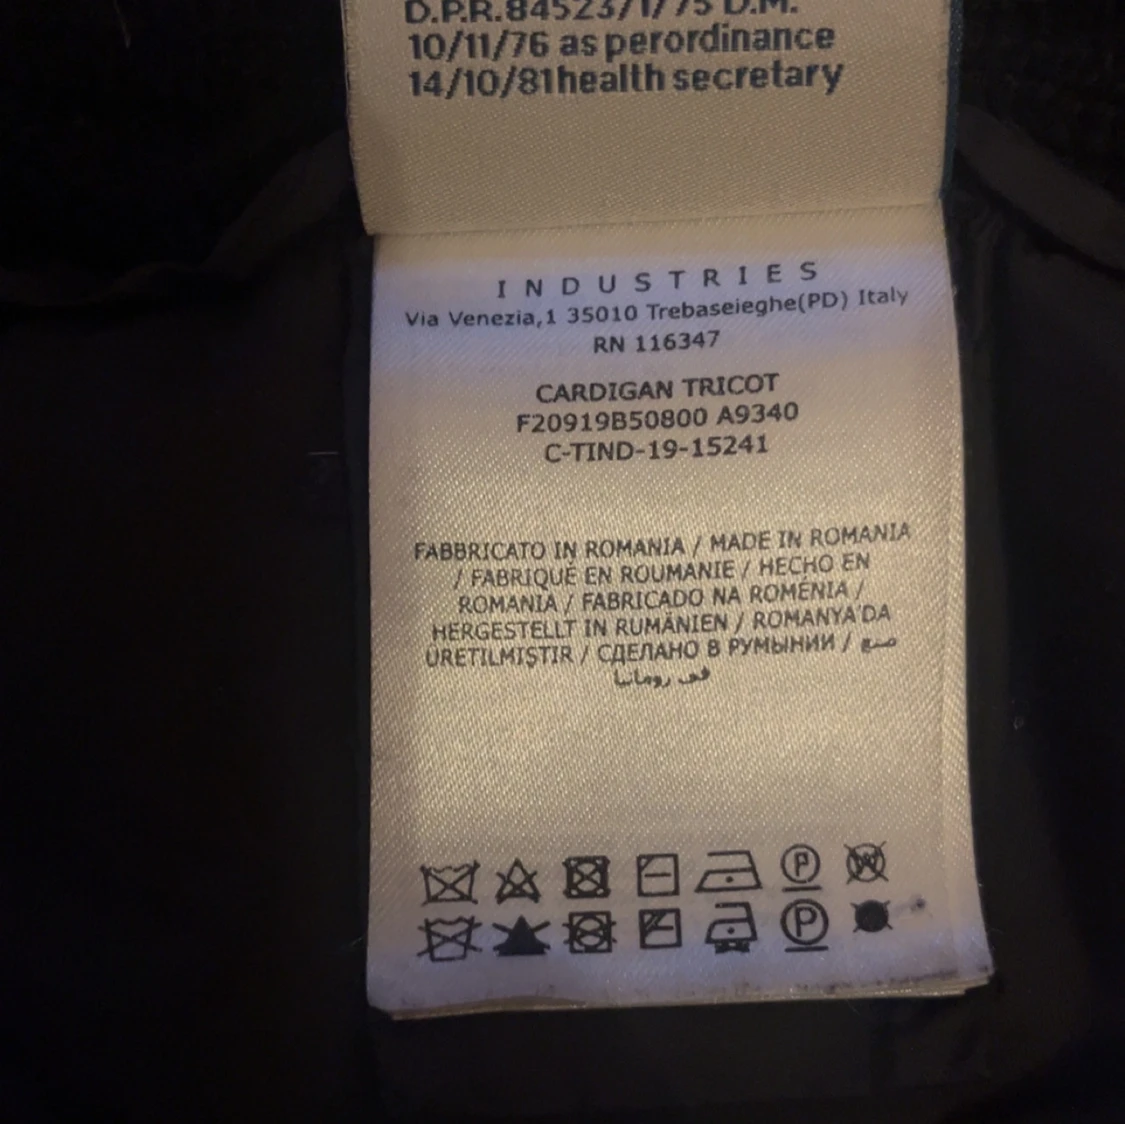 D.P.R.84523/1/75 D.M.
10/11/76 as perordinance
14/10/81health secretary
INDUSTRIES
Via Venezia,1 35010 Trebaseieghe(PD) Italy
RN 116347
CARDIGAN TRICOT
F20919B50800 A9340
C-TIND-19-15241
FABBRICATO IN ROMANIA / MADE IN ROMANIA
/ FABRIQUÉ EN ROUMANIE / HECHO EN
ROMANIA / FABRICADO NA ROMÉNIA /
HERGESTELLT IN RUMÄNIEN / ROMANYA'DA
ÜRETILMIŞTIR / СДЕЛАНО В РУМЫНИИ / صنع
في رومانيا
P W
P